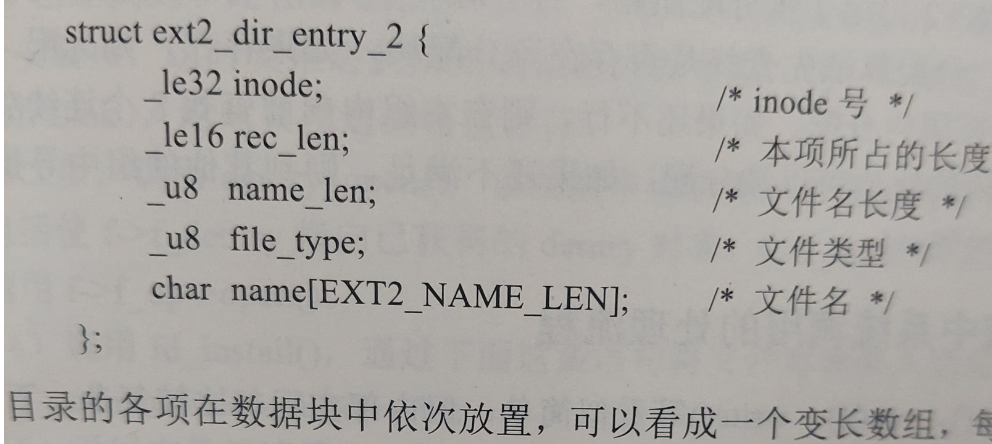 struct ext2_dir_entry_2 {
_le32 inode; /* inode 号 */
_le16 rec_len; /* 本项所占的长度
_u8 name_len; /* 文件名长度 */
_u8 file_type; /* 文件类型 */
char name[EXT2_NAME_LEN]; /* 文件名 */
};
目录的各项在数据块中依次放置，可以看成一个变长数组，每